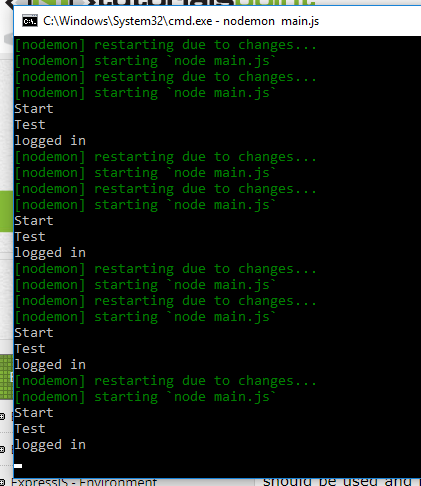 C:\Windows\System32\cmd.exe - nodemon  main.js
[nodemon] restarting due to changes...
[nodemon] starting `node main.js`
[nodemon] restarting due to changes...
[nodemon] starting `node main.js`
Start
Test
logged in
[nodemon] restarting due to changes...
[nodemon] starting `node main.js`
[nodemon] restarting due to changes...
[nodemon] starting `node main.js`
Start
Test
logged in
[nodemon] restarting due to changes...
[nodemon] starting `node main.js`
[nodemon] restarting due to changes...
[nodemon] starting `node main.js`
Start
Test
logged in
[nodemon] restarting due to changes...
[nodemon] starting `node main.js`
Start
Test
logged in
ExpressJS - Environment
should be used and